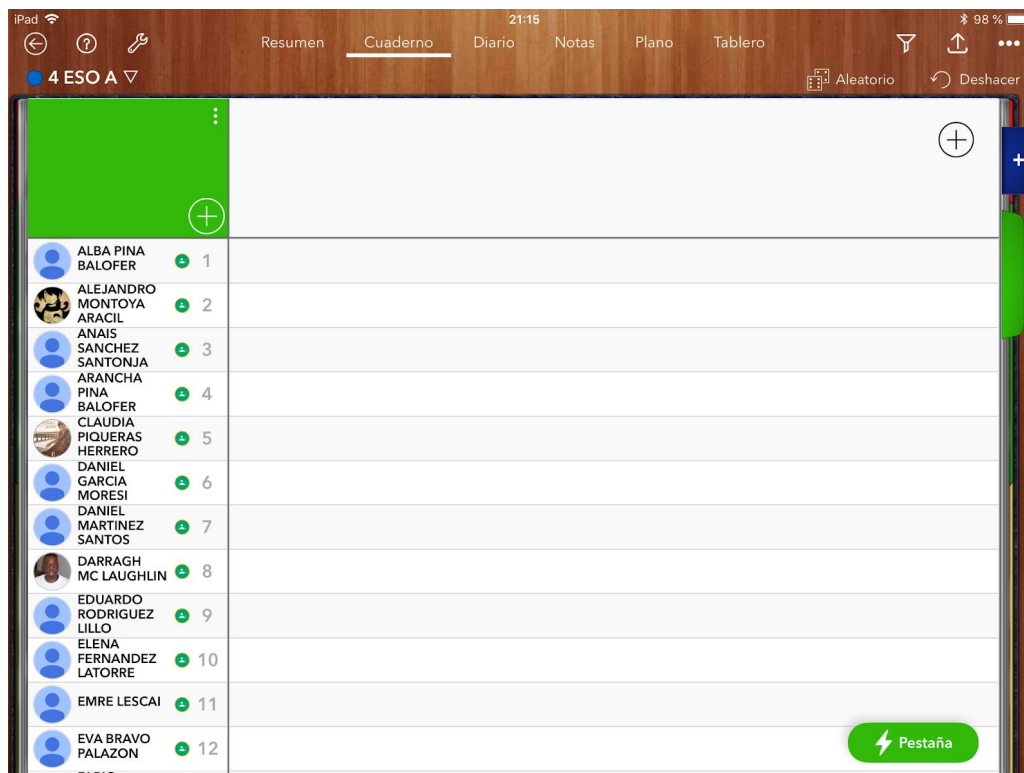 iPad 21:15 98 %
Resumen Cuaderno Diario Notas Plano Tablero
4 ESO A Aleatorio Deshacer
ALBA PINA
BALOFER 1
ALEJANDRO
MONTOYA 2
ARACIL
ANAIS
SANCHEZ 3
SANTONJA
ARANCHA
PINA 4
BALOFER
CLAUDIA
PIQUERAS 5
HERRERO
DANIEL
GARCIA 6
MORESI
DANIEL
MARTINEZ 7
SANTOS
DARRAGH
MC LAUGHLIN 8
EDUARDO
RODRIGUEZ 9
LILLO
ELENA
FERNANDEZ 10
LATORRE
EMRE LESCAI 11
EVA BRAVO
PALAZON 12
Pestaña